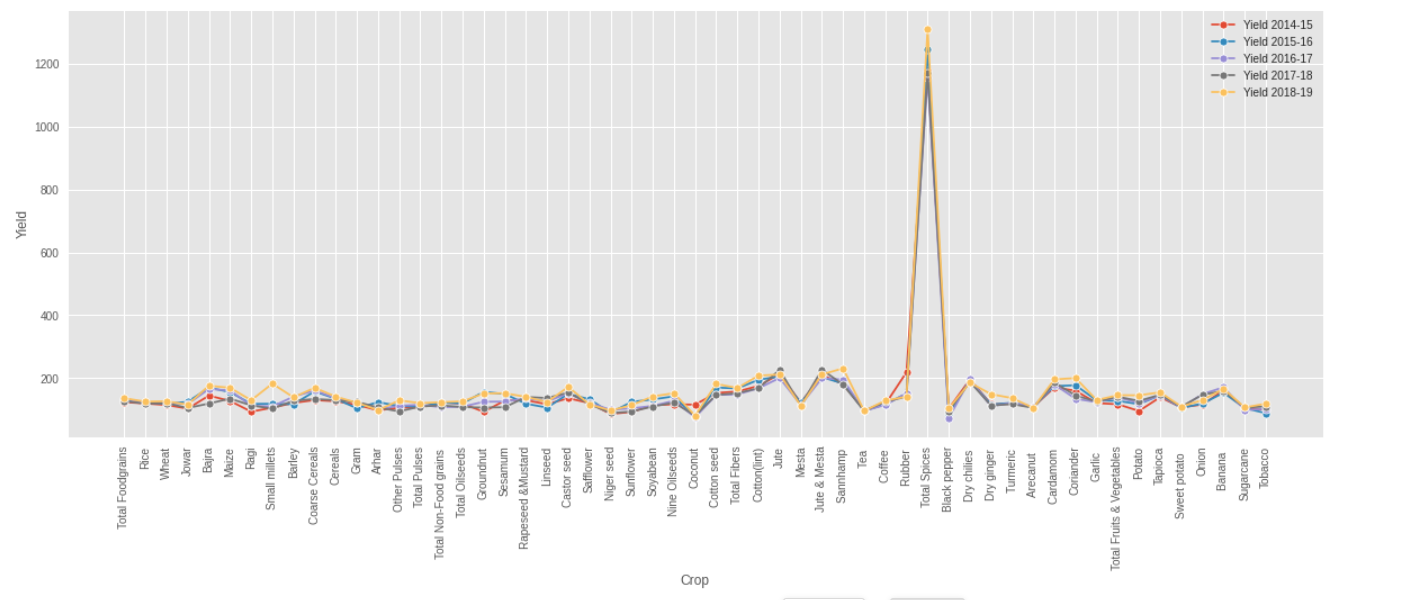 Yield 2014-15
Yield 2015-16
Yield 2016-17
Yield 2017-18
Yield 2018-19
1200
1000
800
600
400
200
Yield
Total Foodgrains
Rice
Wheat
Jowar
Bajra
Maize
Ragi
Small millets
Barley
Coarse Cereals
Cereals
Gram
Arhar
Other Pulses
Total Pulses
Total Non-Food grains
Total Oilseeds
Groundnut
Sesamum
Rapeseed &Mustard
Linseed
Castor seed
Safflower
Niger seed
Sunflower
Soyabean
Nine Oilseeds
Coconut
Cotton seed
Total Fibers
Cotton(lint)
Jute
Mesta
Jute & Mesta
Sannhamp
Tea
Coffee
Rubber
Total Spices
Black pepper
Dry chilies
Dry ginger
Turmeric
Arecanut
Cardamom
Coriander
Garlic
Total Fruits & Vegetables
Potato
Tapioca
Sweet potato
Onion
Banana
Sugarcane
Tobacco
Crop